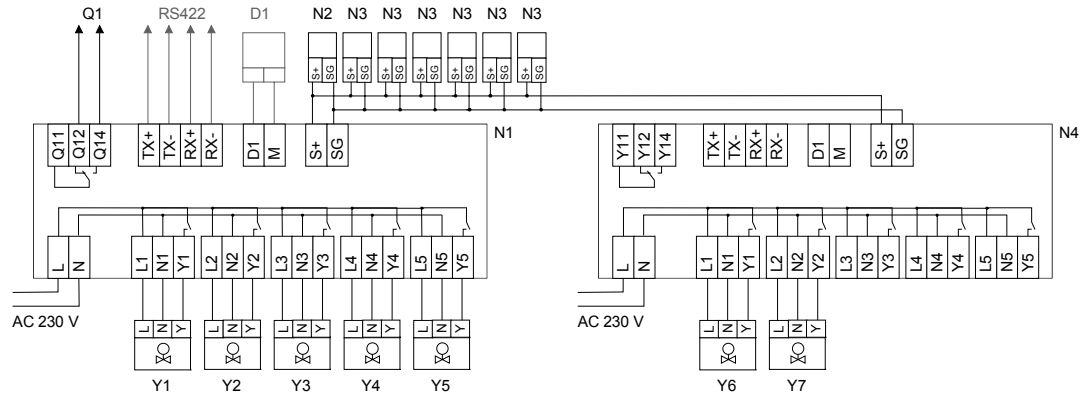 Q1 RS422 D1 N2 N3 N3 N3 N3 N3 N3
S+ SG S+ SG S+ SG S+ SG S+ SG S+ SG S+ SG
N1 N4
Q11 Q12 Q14 TX+ TX- RX+ RX- D1 M S+ SG Y11 Y12 Y14 TX+ TX- RX+ RX- D1 M S+ SG
L N L1 N1 Y1 L2 N2 Y2 L3 N3 Y3 L4 N4 Y4 L5 N5 Y5 L N L1 N1 Y1 L2 N2 Y2 L3 N3 Y3 L4 N4 Y4 L5 N5 Y5
AC 230 V L N Y L N Y L N Y L N Y L N Y AC 230 V L N Y L N Y
Y1 Y2 Y3 Y4 Y5 Y6 Y7